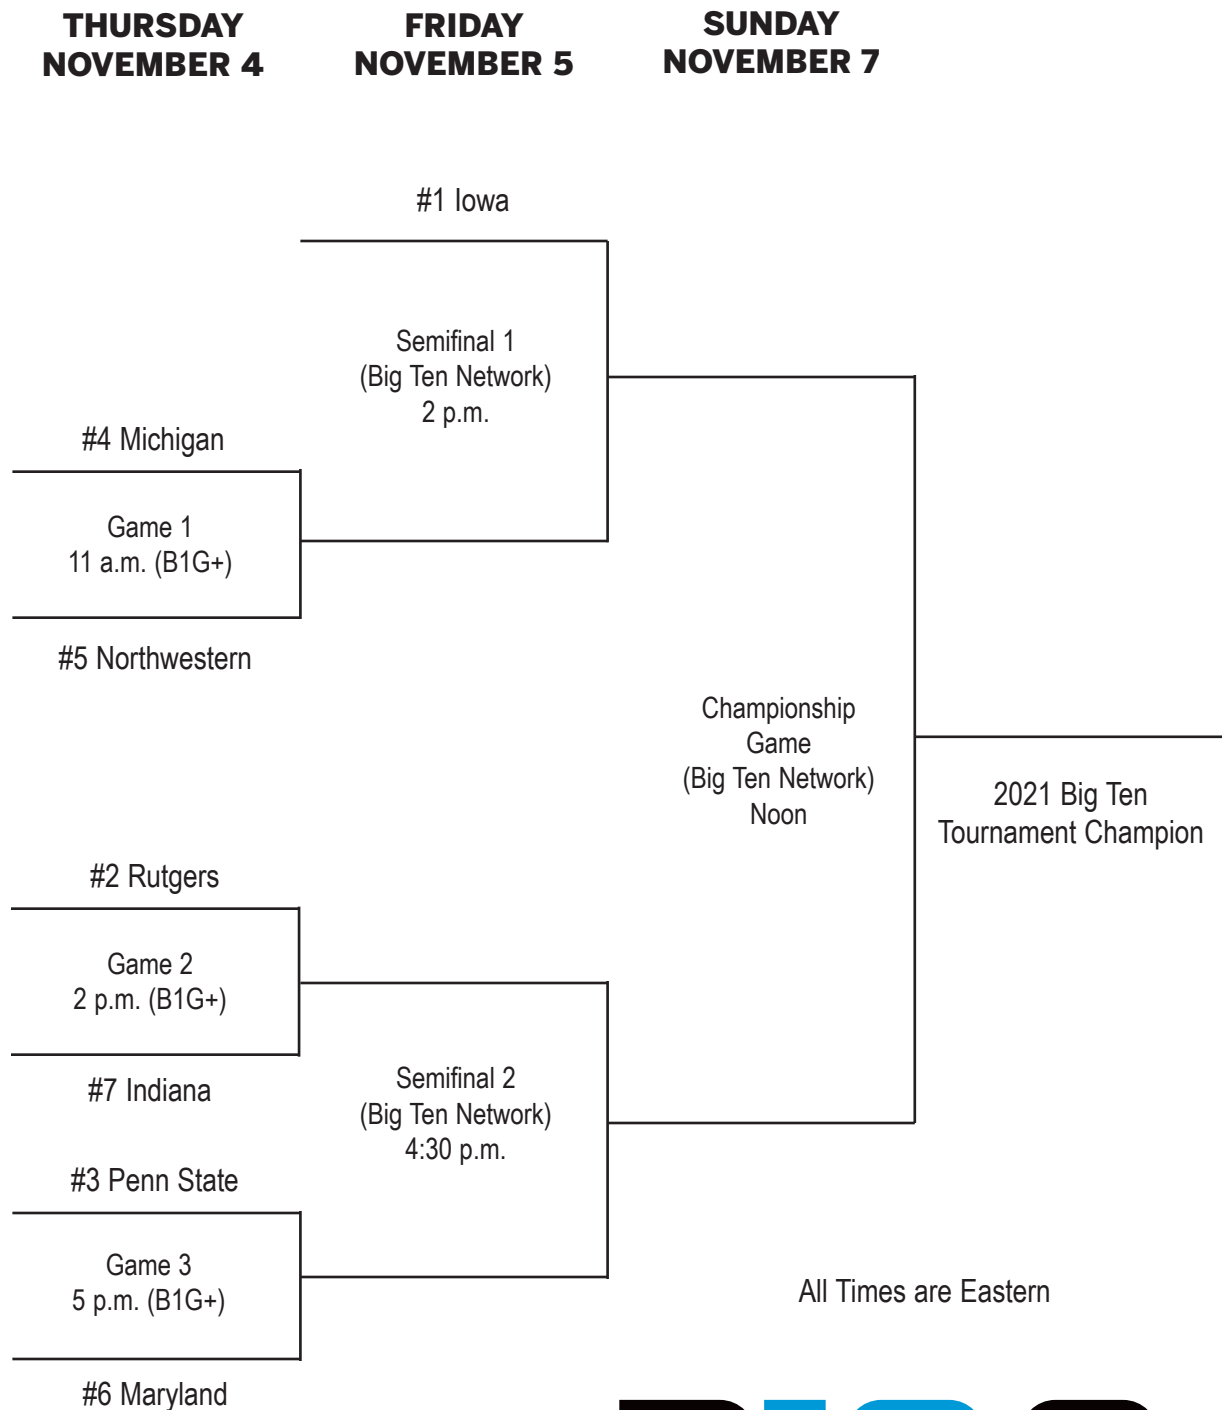 THURSDAY
NOVEMBER 4
FRIDAY
NOVEMBER 5
SUNDAY
NOVEMBER 7
#1 Iowa
Semifinal 1
(Big Ten Network)
2 p.m.
#4 Michigan
Game 1
11 a.m. (B1G+)
#5 Northwestern
Championship
Game
(Big Ten Network)
Noon
2021 Big Ten
Tournament Champion
#2 Rutgers
Game 2
2 p.m. (B1G+)
#7 Indiana
Semifinal 2
(Big Ten Network)
4:30 p.m.
#3 Penn State
Game 3
5 p.m. (B1G+)
#6 Maryland
All Times are Eastern